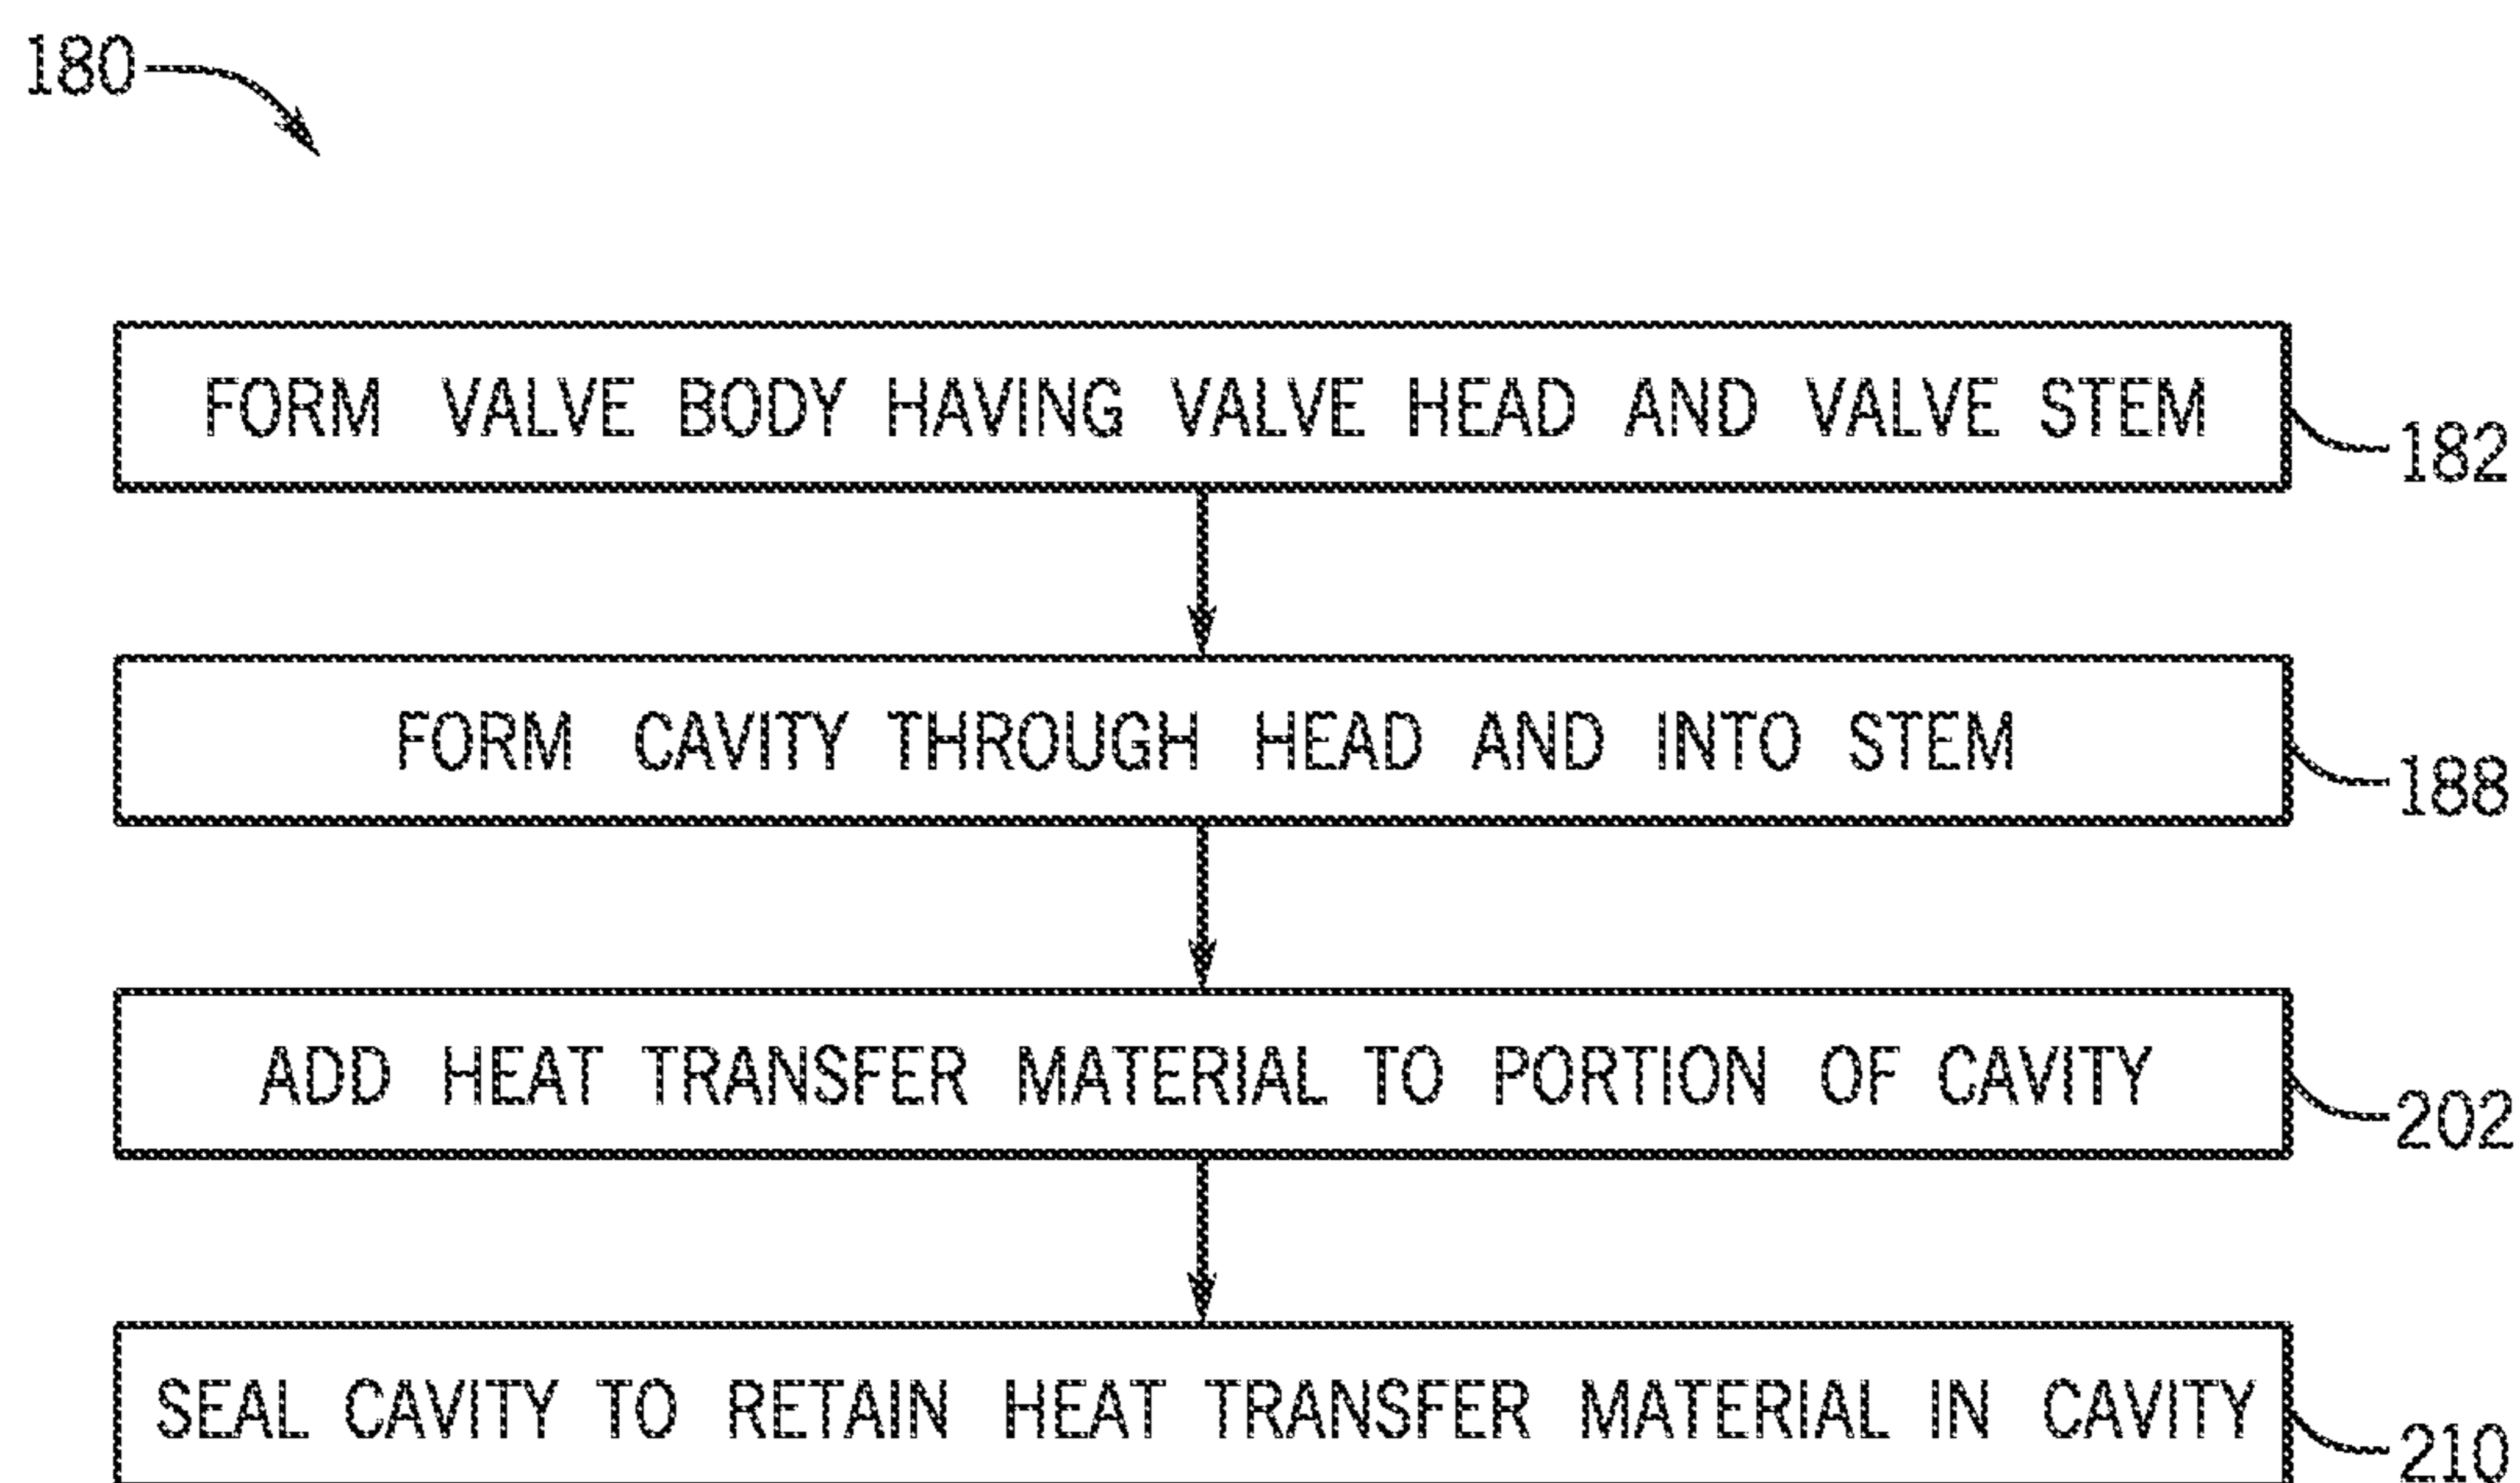 180
FORM VALVE BODY HAVING VALVE HEAD AND VALVE STEM
182
FORM CAVITY THROUGH HEAD AND INTO STEM
188
ADD HEAT TRANSFER MATERIAL TO PORTION OF CAVITY
202
SEAL CAVITY TO RETAIN HEAT TRANSFER MATERIAL IN CAVITY
210